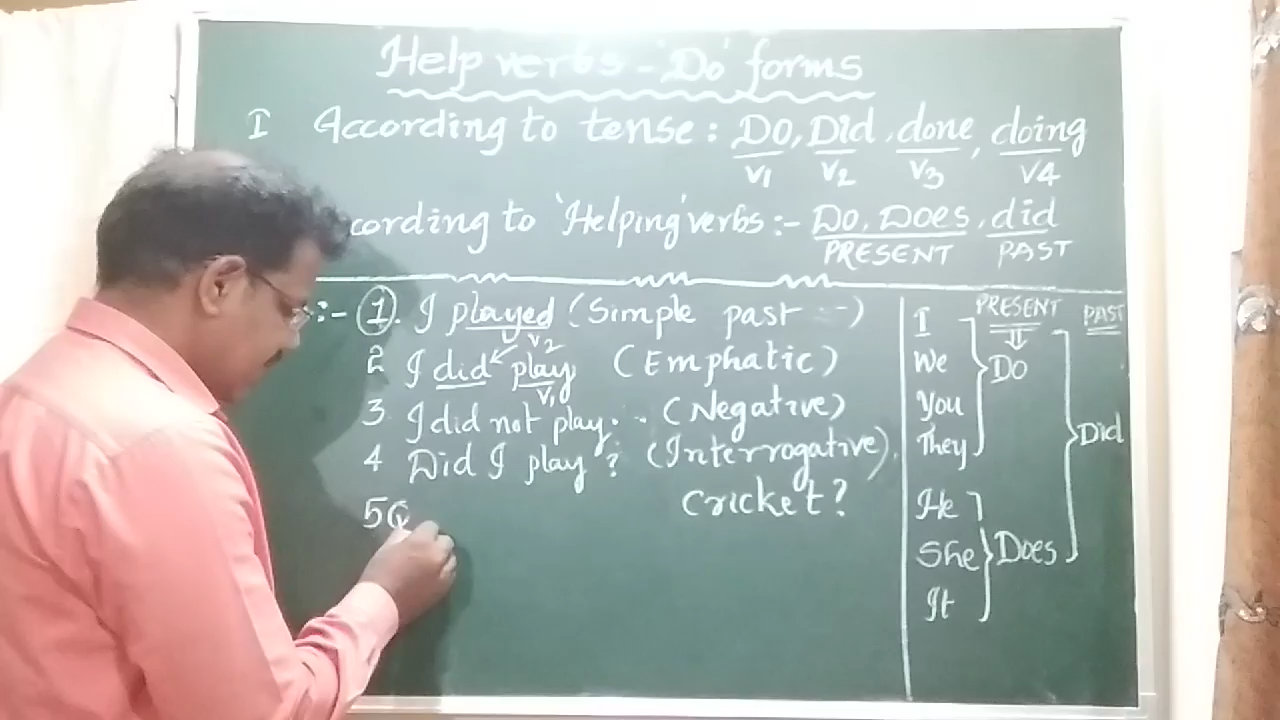 Help verbs - 'Do' forms
I According to tense : DO, Did, done, doing
V1 V2 V3 V4
cording to 'Helping' verbs :- Do, Does, did
PRESENT PAST
:- 1. I played (Simple past --)
V2
2 I did play (Emphatic)
V1
3 I did not play. (Negative)
4 Did I play? (Interrogative).
Cricket?
5
PRESENT PAST
I
We
You
They
Do
He
She
It
Does
Did